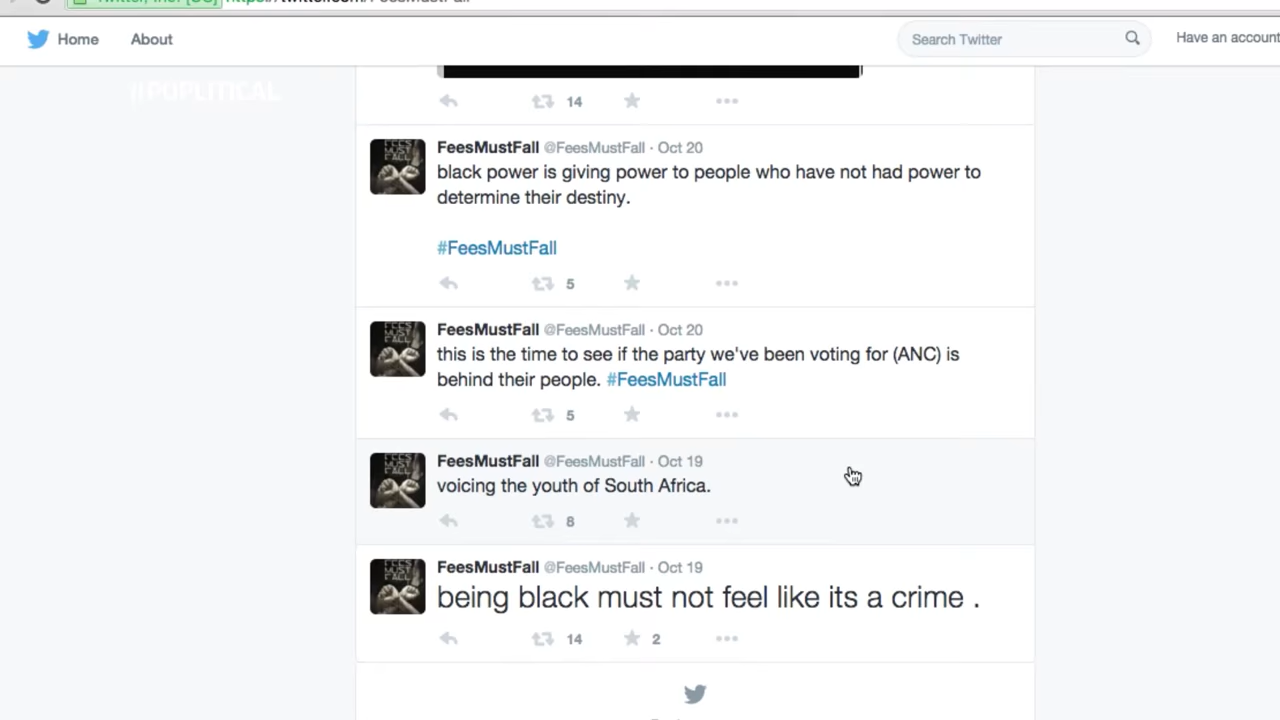 Home
About
Search Twitter
Have an account
//POPLITICAL
14
FeesMustFall @FeesMustFall · Oct 20
black power is giving power to people who have not had power to
determine their destiny.
#FeesMustFall
5
FeesMustFall @FeesMustFall · Oct 20
this is the time to see if the party we've been voting for (ANC) is
behind their people. #FeesMustFall
5
FeesMustFall @FeesMustFall · Oct 19
voicing the youth of South Africa.
8
FeesMustFall @FeesMustFall · Oct 19
being black must not feel like its a crime .
14
2